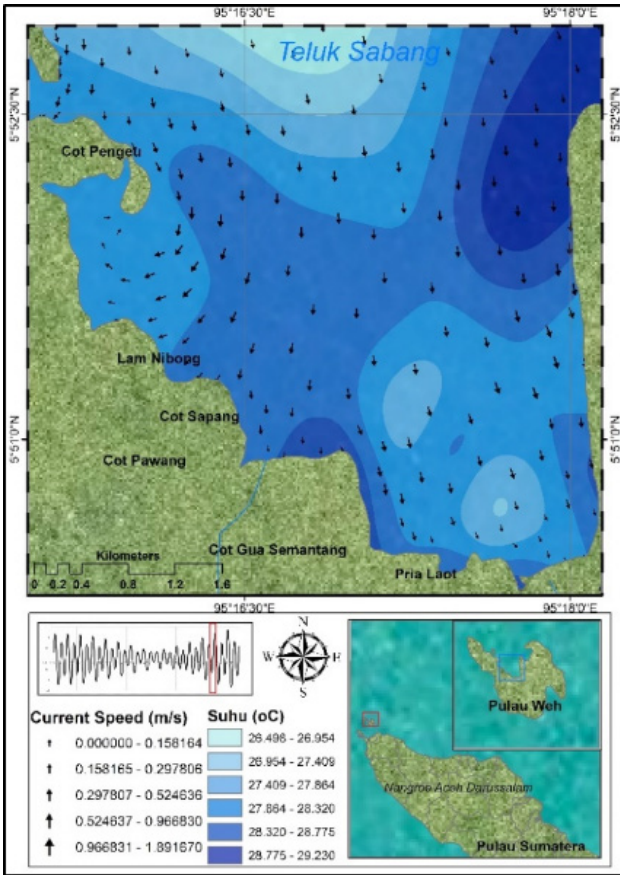 95°16'30"E 95°18'0"E
Teluk Sabang
5°52'30"N 5°52'30"N
Cot Pengetu
Lam Nibong
Cot Sapang
5°51'0"N 5°51'0"N
Cot Pawang
Kilometers
Cot Gua Semantang
0 0.2 0.4 0.8 1.2 1.6
Pria Laot
95°16'30"E 95°18'0"E
N
W E
S
Pulau Weh
Current Speed (m/s)
0.000000 - 0.158164
0.158165 - 0.297806
0.297807 - 0.524636
0.524637 - 0.966830
0.966831 - 1.891670
Suhu (oC)
26.498 - 26.954
26.954 - 27.409
27.409 - 27.864
27.864 - 28.320
28.320 - 28.775
28.775 - 29.230
Nangroe Aceh Darussalam
Pulau Sumatera